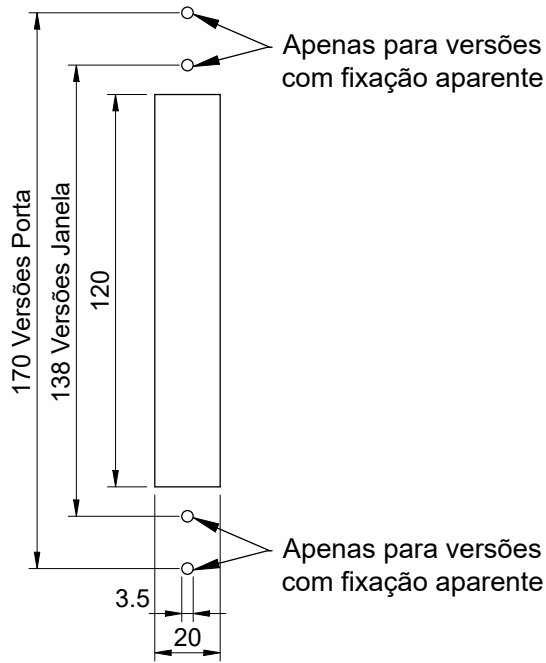 Apenas para versões
com fixação aparente
170 Versões Porta
138 Versões Janela
120
Apenas para versões
com fixação aparente
3.5
20